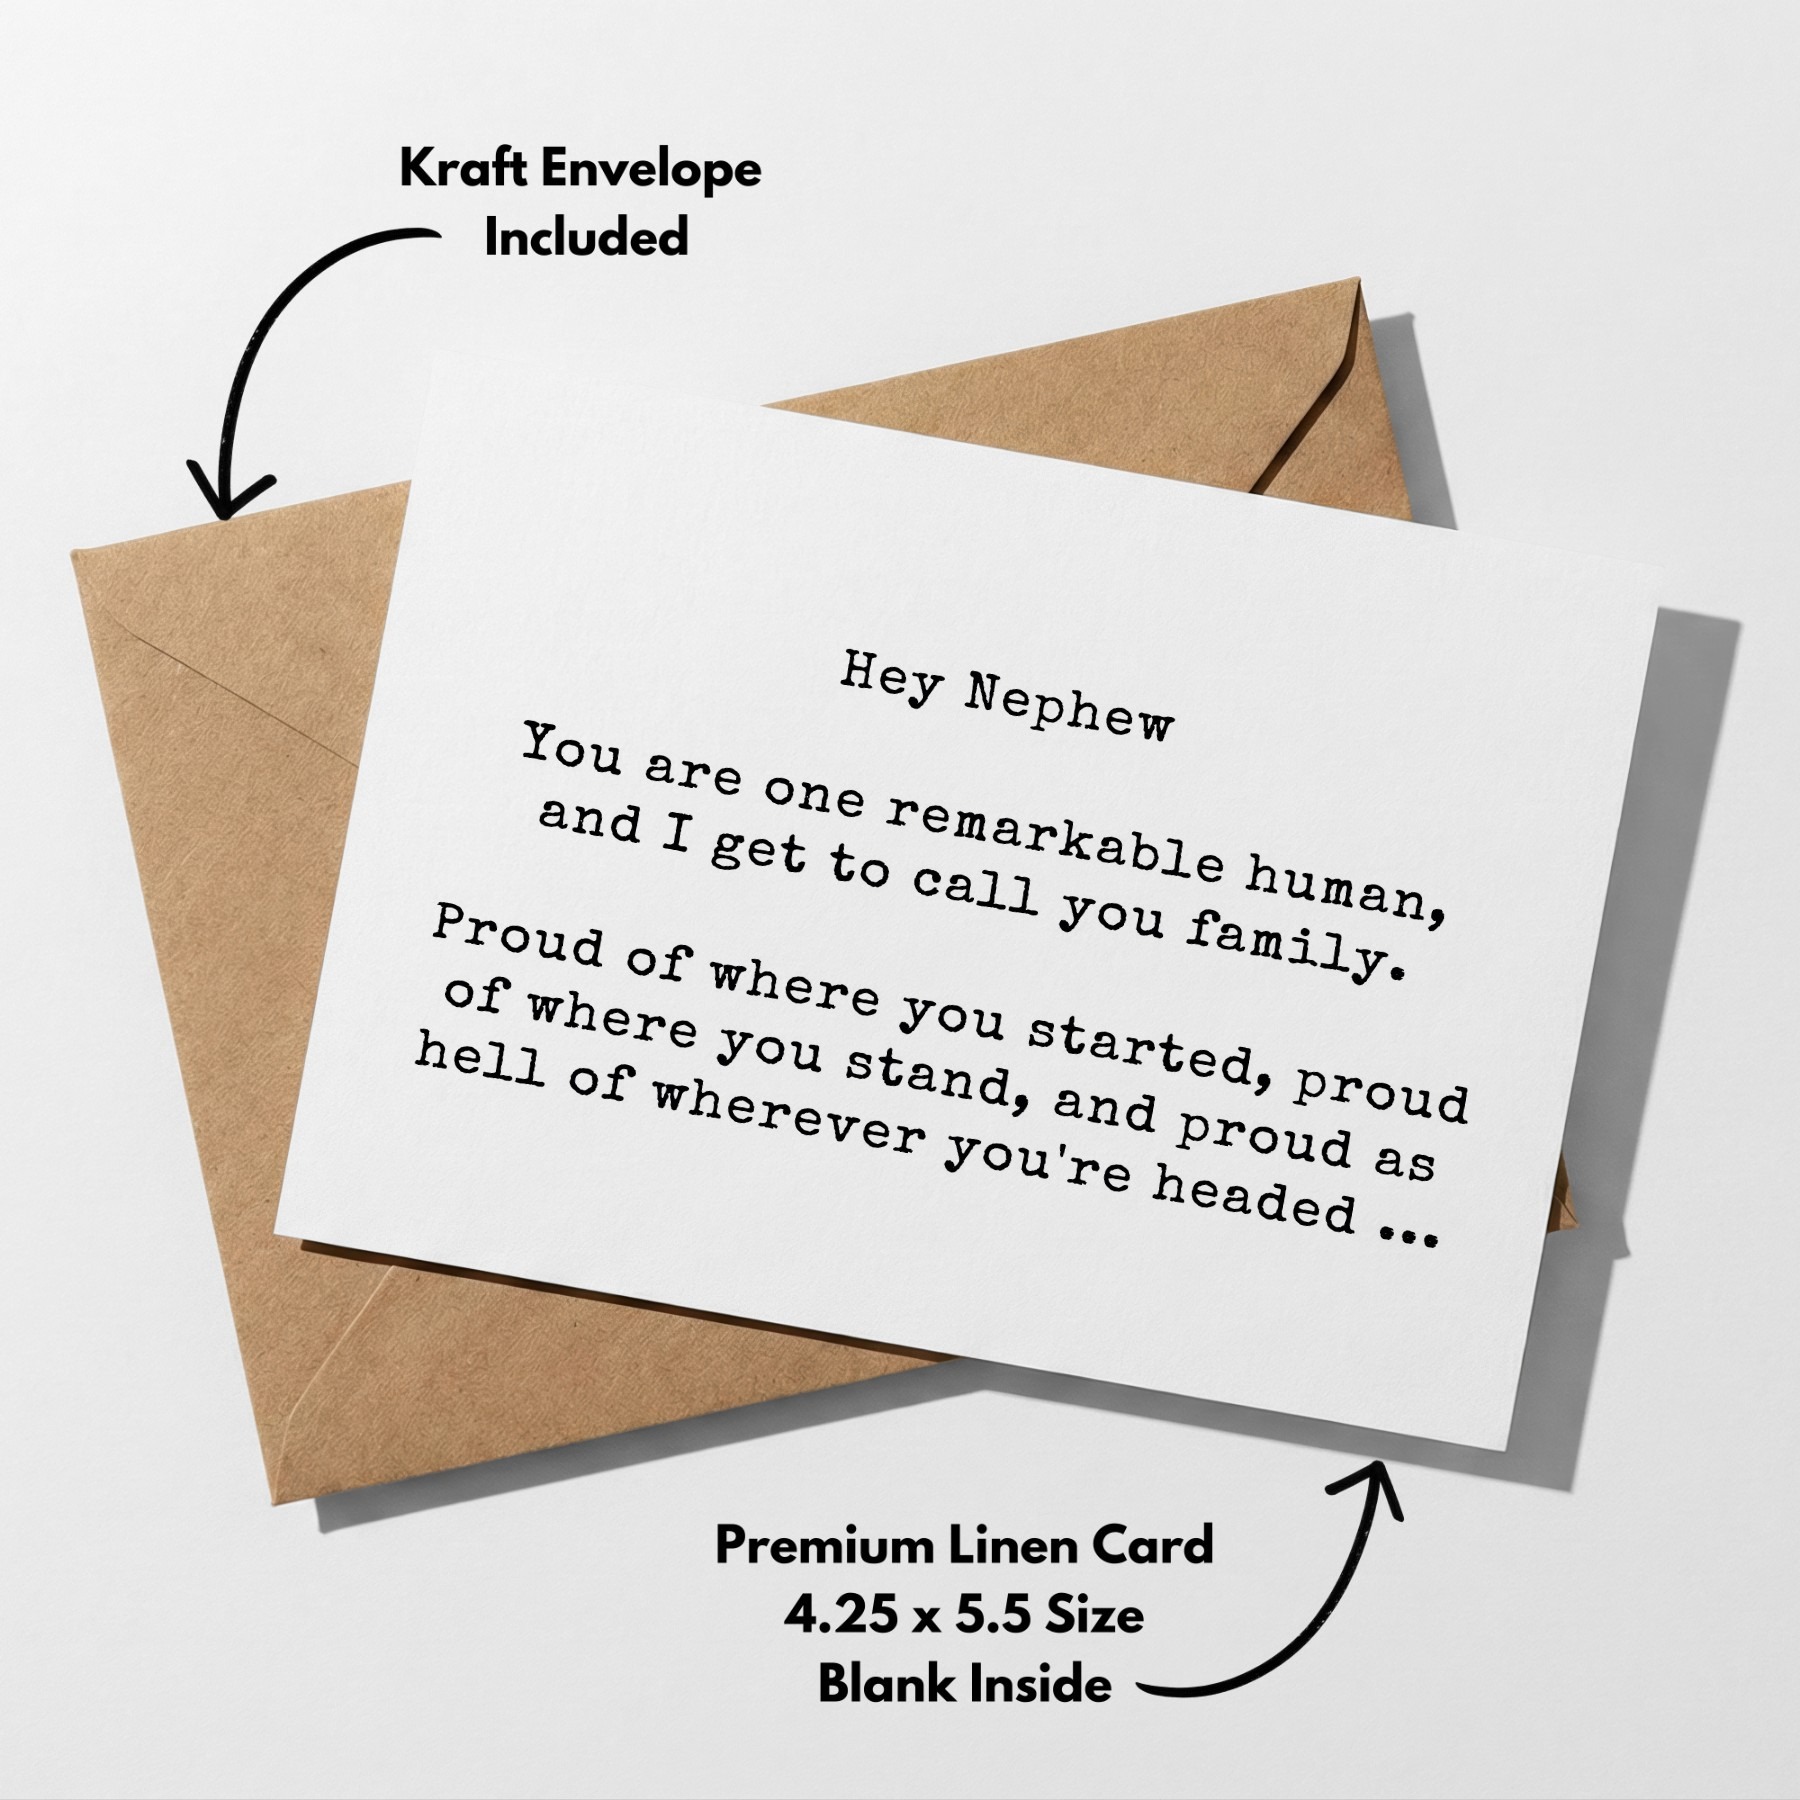 Kraft Envelope
Included
Hey Nephew
You are one remarkable human,
and I get to call you family.
Proud of where you started, proud
of where you stand, and proud as
hell of wherever you're headed ...
Premium Linen Card
4.25 x 5.5 Size
Blank Inside